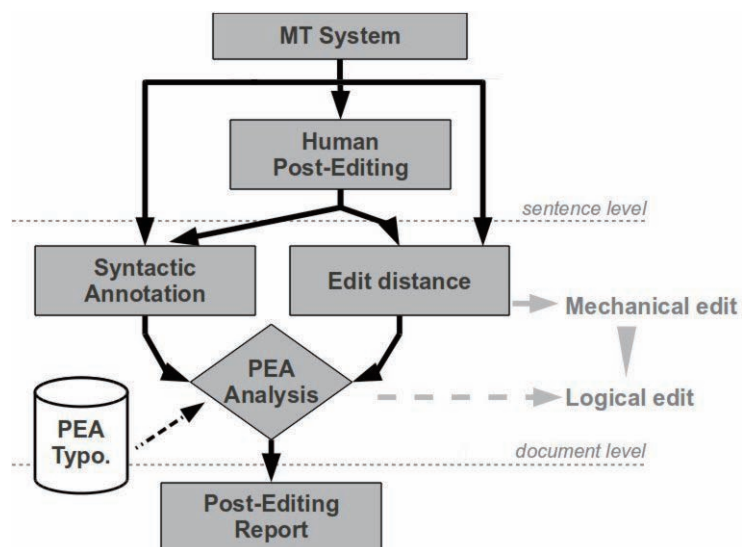 MT System
Human
Post-Editing
sentence level
Syntactic
Annotation
Edit distance
Mechanical edit
PEA
Analysis
Logical edit
PEA
Typo.
document level
Post-Editing
Report